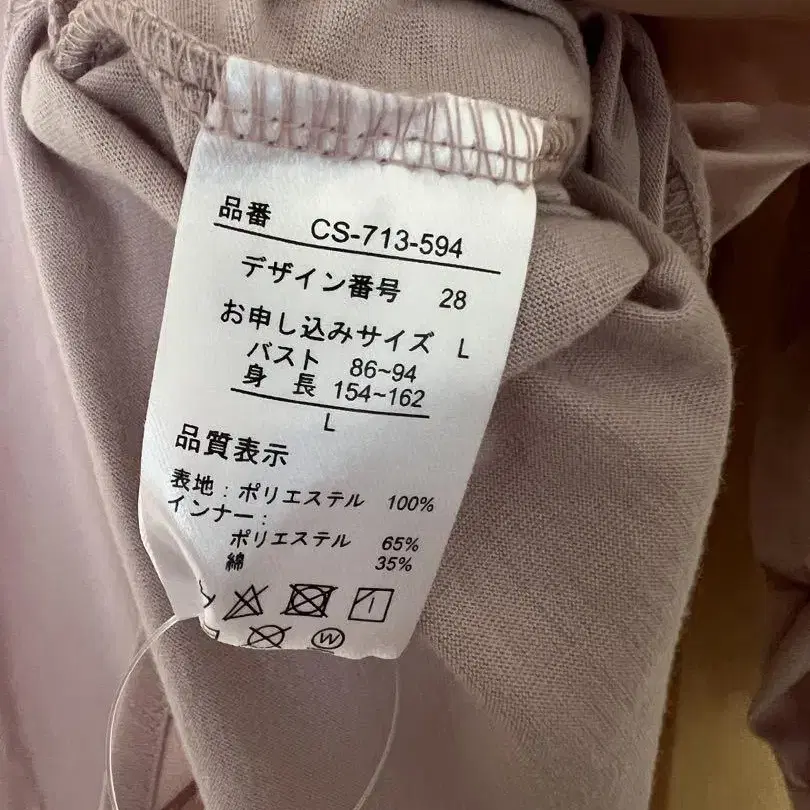 品番 CS-713-594
デザイン番号 28
お申し込みサイズ L
バスト 86~94
身 長 154~162
L
品質表示
表地:ポリエステル 100%
インナー:
ポリエステル 65%
綿 35%
W